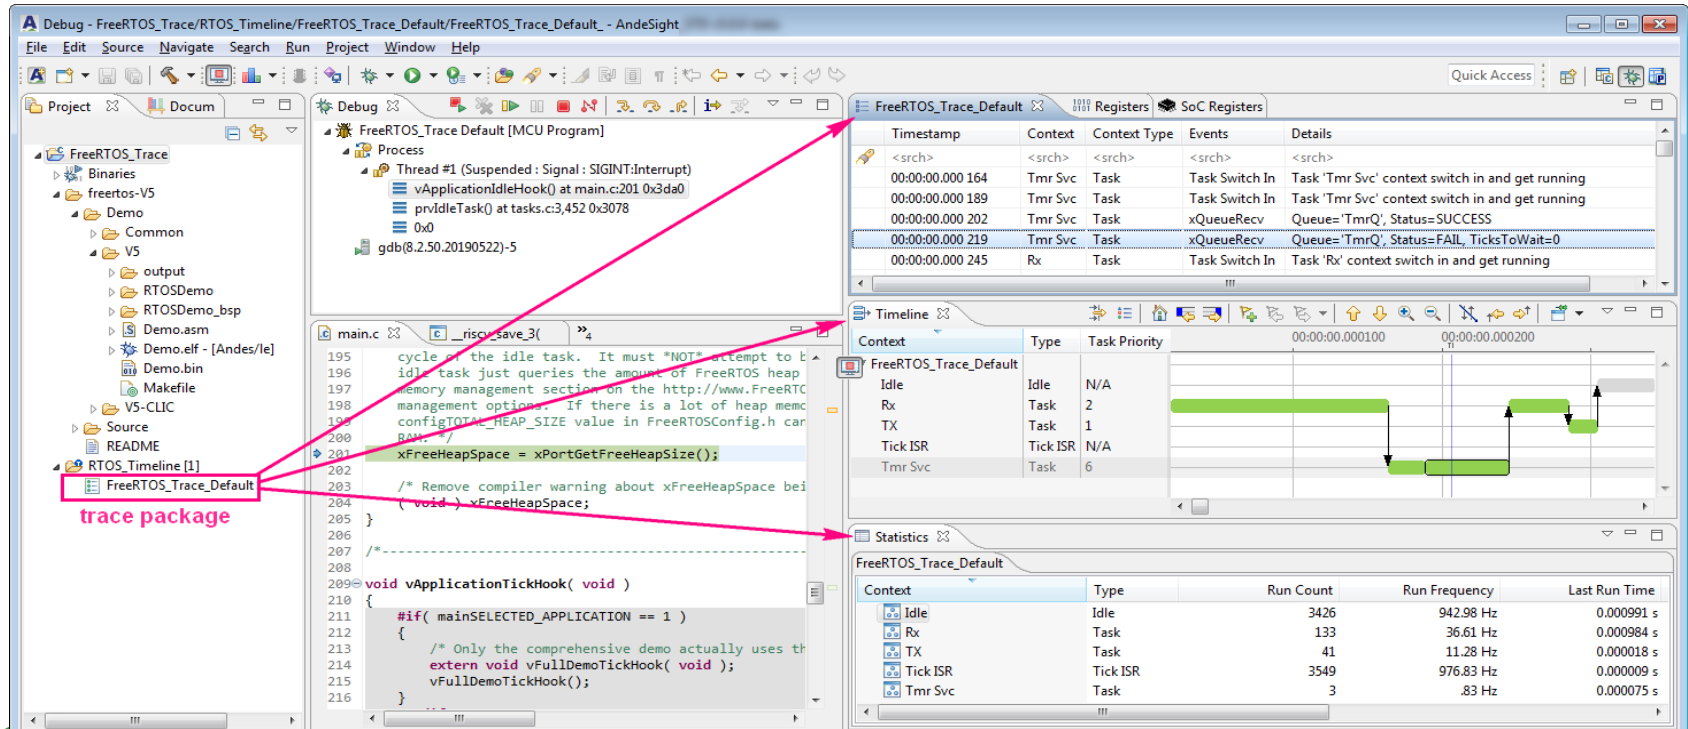 Debug - FreeRTOS_Trace/RTOS_Timeline/FreeRTOS_Trace_Default/FreeRTOS_Trace_Default_ - AndeSight
File Edit Source Navigate Search Run Project Window Help
Quick Access
Project Docum
FreeRTOS_Trace
Binaries
freertos-V5
Demo
Common
V5
output
RTOSDemo
RTOSDemo_bsp
Demo.asm
Demo.elf - [Andes/le]
Demo.bin
Makefile
V5-CLIC
Source
README
RTOS_Timeline [1]
FreeRTOS_Trace_Default
trace package
Debug
FreeRTOS_Trace Default [MCU Program]
Process
Thread #1 (Suspended : Signal : SIGINT:Interrupt)
vApplicationIdleHook() at main.c:201 0x3da0
prvIdleTask() at tasks.c:3,452 0x3078
0x0
gdb(8.2.50.20190522)-5
main.c __riscv_save_3( »4
195 cycle of the idle task. It must *NOT* attempt to b
196 idle task just queries the amount of FreeRTOS heap
197 memory management section on the http://www.FreeRTO
198 management options. If there is a lot of heap memo
199 configTOTAL_HEAP_SIZE value in FreeRTOSConfig.h can
200 RAM. */
201 xFreeHeapSpace = xPortGetFreeHeapSize();
202
203 /* Remove compiler warning about xFreeHeapSpace bei
204 ( void ) xFreeHeapSpace;
205 }
206
207 /*-----------------------------------------------------
208
209 void vApplicationTickHook( void )
210 {
211 #if( mainSELECTED_APPLICATION == 1 )
212 {
213 /* Only the comprehensive demo actually uses th
214 extern void vFullDemoTickHook( void );
215 vFullDemoTickHook();
216 }
FreeRTOS_Trace_Default Registers SoC Registers
Timestamp Context Context Type Events Details
<srch> <srch> <srch> <srch> <srch>
00:00:00.000 164 Tmr Svc Task Task Switch In Task 'Tmr Svc' context switch in and get running
00:00:00.000 189 Tmr Svc Task Task Switch In Task 'Tmr Svc' context switch in and get running
00:00:00.000 202 Tmr Svc Task xQueueRecv Queue='TmrQ', Status=SUCCESS
00:00:00.000 219 Tmr Svc Task xQueueRecv Queue='TmrQ', Status=FAIL, TicksToWait=0
00:00:00.000 245 Rx Task Task Switch In Task 'Rx' context switch in and get running
Timeline
Context Type Task Priority 00:00:00.000100 00:00:00.000200
T1
FreeRTOS_Trace_Default
Idle Idle N/A
Rx Task 2
TX Task 1
Tick ISR Tick ISR N/A
Tmr Svc Task 6
Statistics
FreeRTOS_Trace_Default
Context Type Run Count Run Frequency Last Run Time
Idle Idle 3426 942.98 Hz 0.000991 s
Rx Task 133 36.61 Hz 0.000984 s
TX Task 41 11.28 Hz 0.000018 s
Tick ISR Tick ISR 3549 976.83 Hz 0.000009 s
Tmr Svc Task 3 .83 Hz 0.000075 s